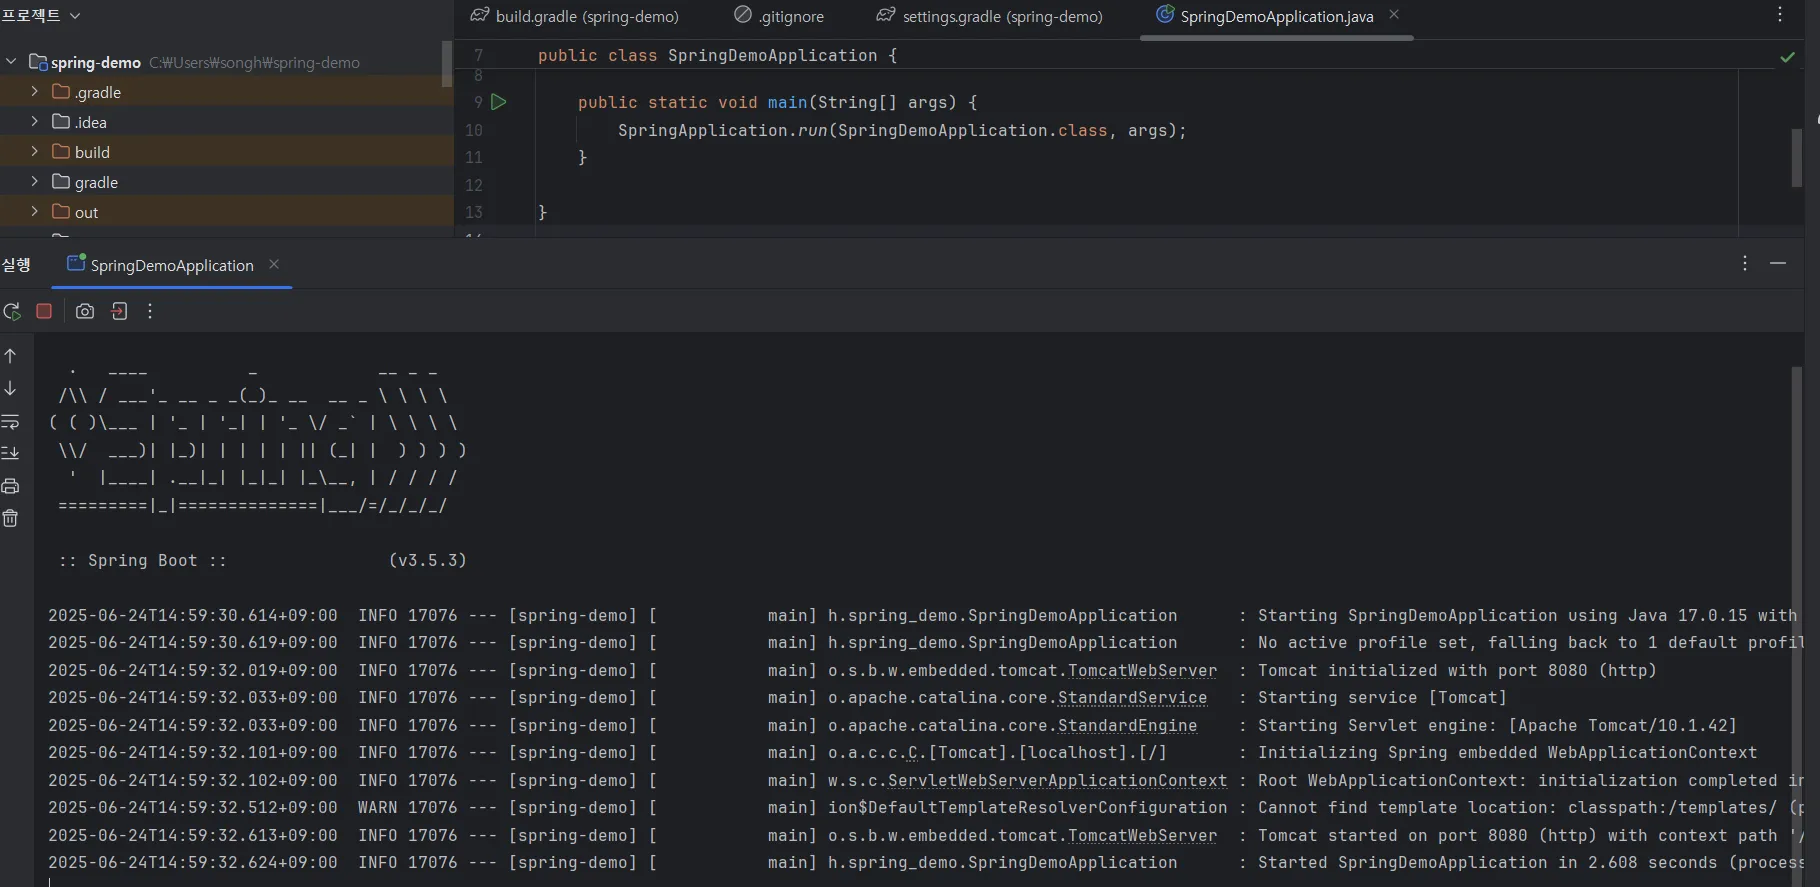 프로젝트
build.gradle (spring-demo)
.gitignore
settings.gradle (spring-demo)
SpringDemoApplication.java
spring-demo C:₩Users₩songh₩spring-demo
.gradle
.idea
build
gradle
out
7 public class SpringDemoApplication {
8
9 public static void main(String[] args) {
10 SpringApplication.run(SpringDemoApplication.class, args);
11 }
12
13 }
실행 SpringDemoApplication
  .   ____          _            __ _ _
 /\\ / ___'_ __ _ _(_)_ __  __ _ \ \ \ \
( ( )\___ | '_ | '_| | '_ \/ _` | \ \ \ \
 \\/  ___)| |_)| | | | | || (_| |  ) ) ) )
  '  |____| .__|_| |_|_| |_\__, | / / / /
 =========|_|==============|___/=/_/_/_/
:: Spring Boot :: (v3.5.3)
2025-06-24T14:59:30.614+09:00 INFO 17076 --- [spring-demo] [ main] h.spring_demo.SpringDemoApplication : Starting SpringDemoApplication using Java 17.0.15 with
2025-06-24T14:59:30.619+09:00 INFO 17076 --- [spring-demo] [ main] h.spring_demo.SpringDemoApplication : No active profile set, falling back to 1 default profil
2025-06-24T14:59:32.019+09:00 INFO 17076 --- [spring-demo] [ main] o.s.b.w.embedded.tomcat.TomcatWebServer : Tomcat initialized with port 8080 (http)
2025-06-24T14:59:32.033+09:00 INFO 17076 --- [spring-demo] [ main] o.apache.catalina.core.StandardService : Starting service [Tomcat]
2025-06-24T14:59:32.033+09:00 INFO 17076 --- [spring-demo] [ main] o.apache.catalina.core.StandardEngine : Starting Servlet engine: [Apache Tomcat/10.1.42]
2025-06-24T14:59:32.101+09:00 INFO 17076 --- [spring-demo] [ main] o.a.c.c.C.[Tomcat].[localhost].[/] : Initializing Spring embedded WebApplicationContext
2025-06-24T14:59:32.102+09:00 INFO 17076 --- [spring-demo] [ main] w.s.c.ServletWebServerApplicationContext : Root WebApplicationContext: initialization completed in
2025-06-24T14:59:32.512+09:00 WARN 17076 --- [spring-demo] [ main] ion$DefaultTemplateResolverConfiguration : Cannot find template location: classpath:/templates/ (p
2025-06-24T14:59:32.613+09:00 INFO 17076 --- [spring-demo] [ main] o.s.b.w.embedded.tomcat.TomcatWebServer : Tomcat started on port 8080 (http) with context path '/
2025-06-24T14:59:32.624+09:00 INFO 17076 --- [spring-demo] [ main] h.spring_demo.SpringDemoApplication : Started SpringDemoApplication in 2.608 seconds (process